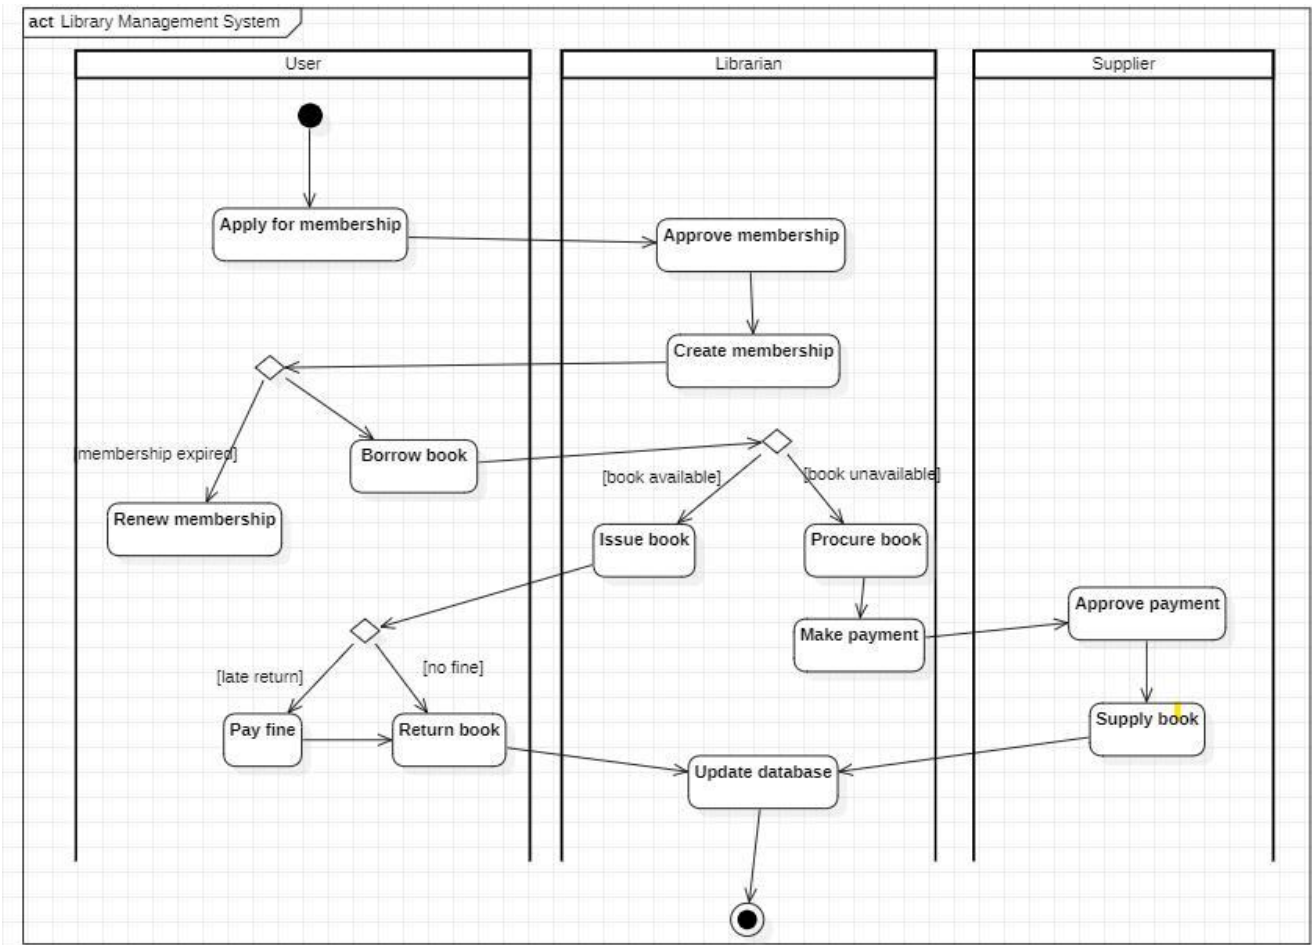 act Library Management System
User
Librarian
Supplier
Apply for membership
Approve membership
Create membership
[membership expired]
Borrow book
[book available]
[book unavailable]
Renew membership
Issue book
Procure book
Approve payment
Make payment
[late return]
[no fine]
Pay fine
Return book
Supply book
Update database